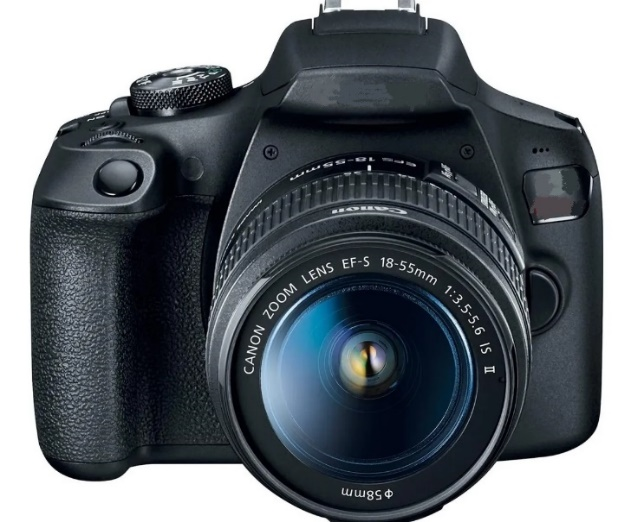 EFS 18-55mm
Canon
CANON ZOOM LENS EF-S 18-55mm 1:3.5-5.6 IS II
Φ58mm